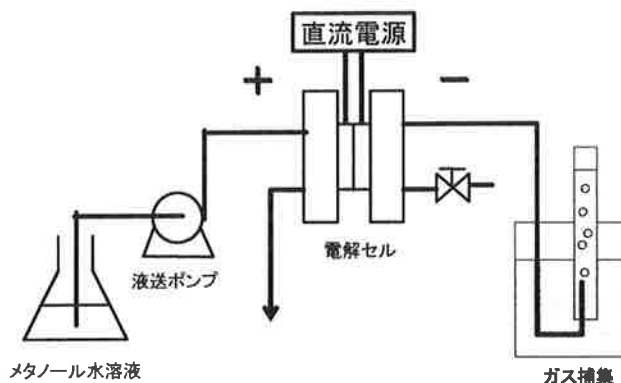 直流電源
+
−
電解セル
液送ポンプ
メタノール水溶液
ガス捕集